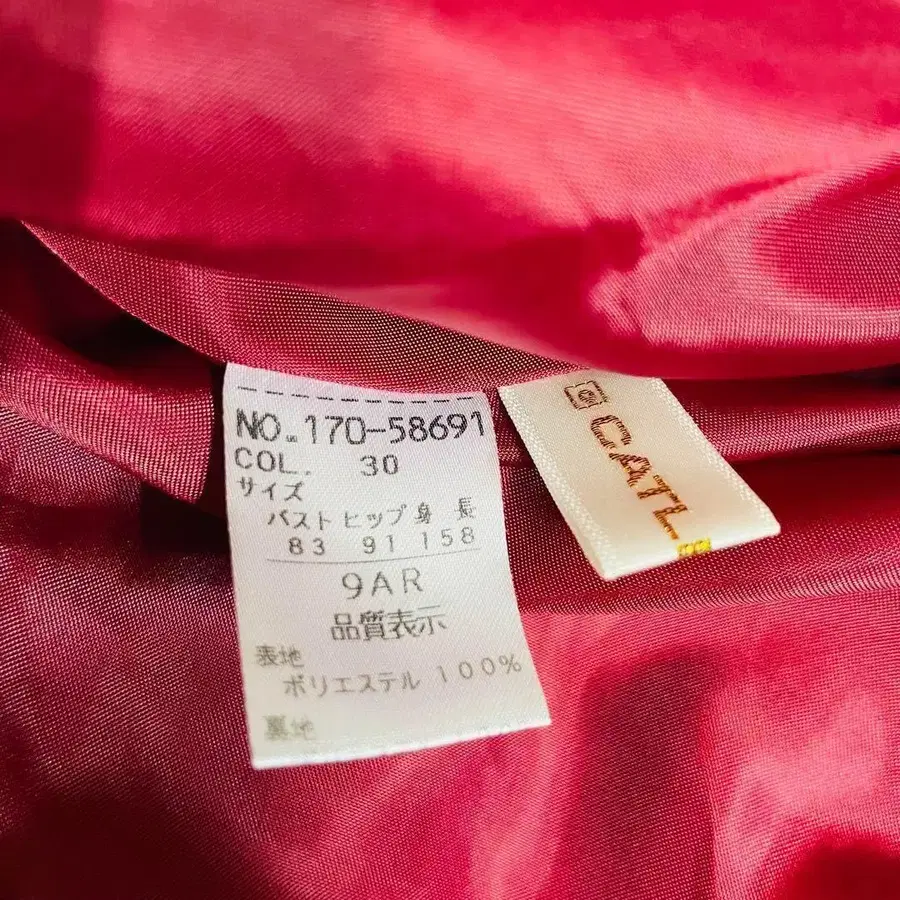 NO.170-58691
COL. 30
サイズ
バスト ヒップ 身 長
83 91 158
9AR
品質表示
表地
ポリエステル 100%
裏地
CATL